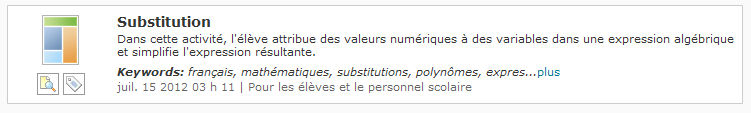 Substitution
Dans cette activité, l'élève attribue des valeurs numériques à des variables dans une expression algébrique
et simplifie l'expression résultante.
Keywords: français, mathématiques, substitutions, polynômes, expres...plus
juil. 15 2012 03 h 11 | Pour les élèves et le personnel scolaire